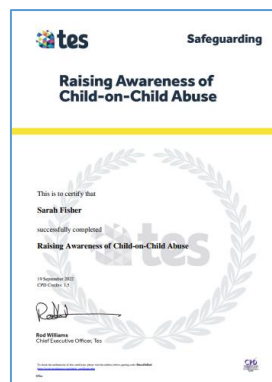 tes
Safeguarding
Raising Awareness of
Child-on-Child Abuse
This is to certify that
Sarah Fisher
successfully completed
Raising Awareness of Child-on-Child Abuse
tes
19 September 2022
CPD Credits: 1.5
Rod Williams
Chief Executive Officer, Tes
CPD